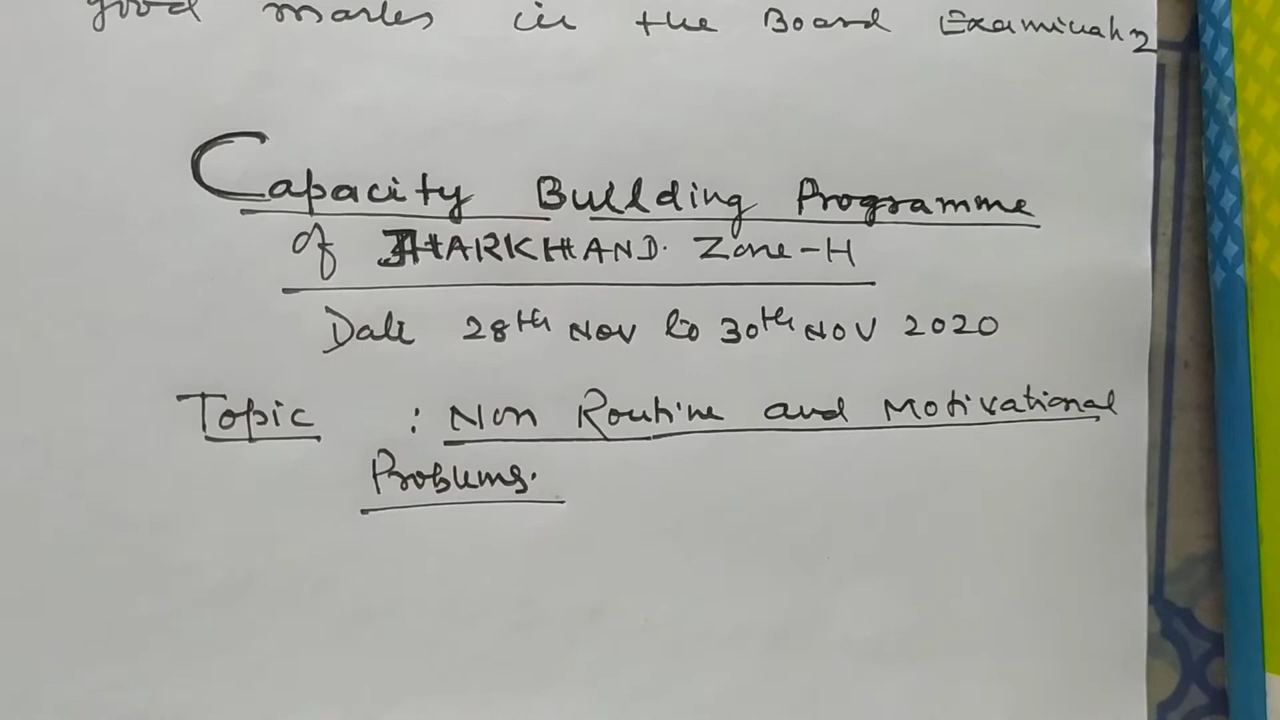 good marks in the Board Examination
Capacity Building Programme
of JHARKHAND. Zone-H
Date 28th Nov to 30th NOV 2020
Topic : Non Routine and Motivational
Problems.